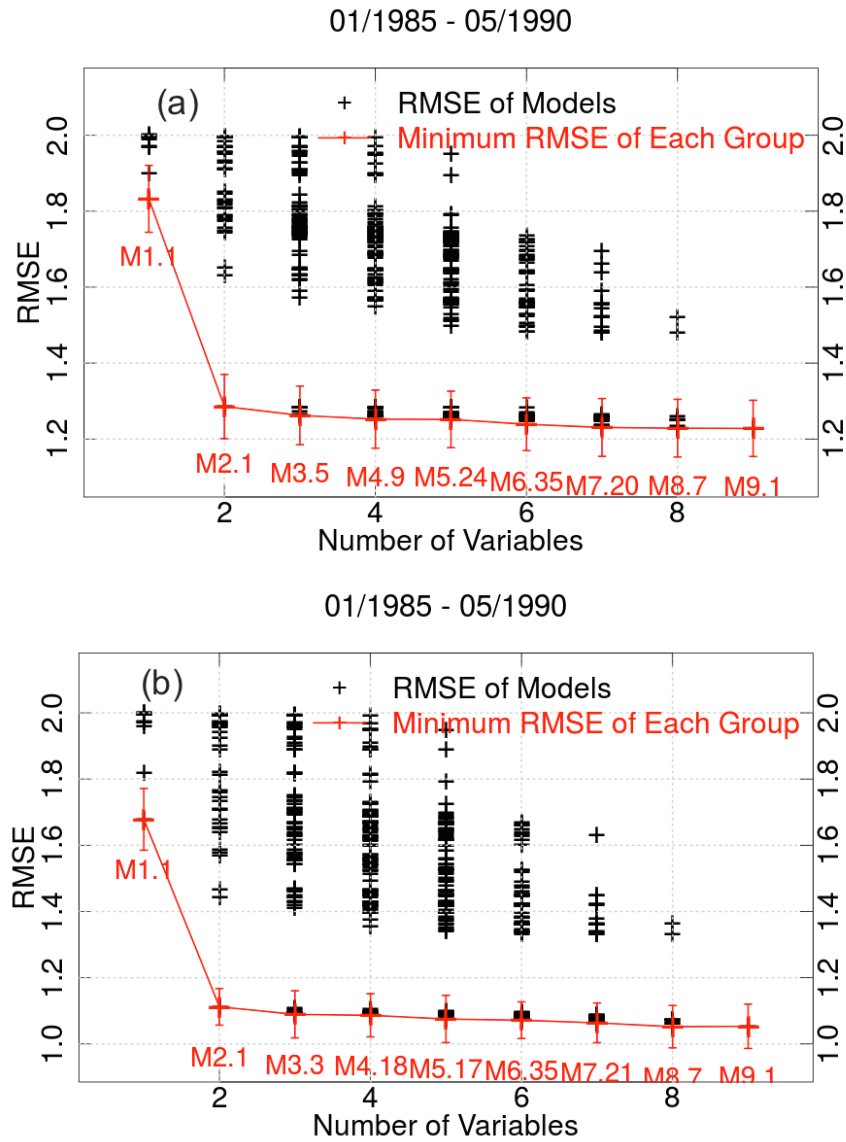 01/1985 - 05/1990
(a)
RMSE of Models
Minimum RMSE of Each Group
2.0 2.0
1.8 1.8
1.6 1.6
1.4 1.4
1.2 1.2
RMSE
M1.1
M2.1 M3.5 M4.9 M5.24 M6.35 M7.20 M8.7 M9.1
2 4 6 8
Number of Variables
01/1985 - 05/1990
(b)
RMSE of Models
Minimum RMSE of Each Group
2.0 2.0
1.8 1.8
1.6 1.6
1.4 1.4
1.2 1.2
1.0 1.0
RMSE
M1.1
M2.1 M3.3 M4.18 M5.17 M6.35 M7.21 M8.7 M9.1
2 4 6 8
Number of Variables